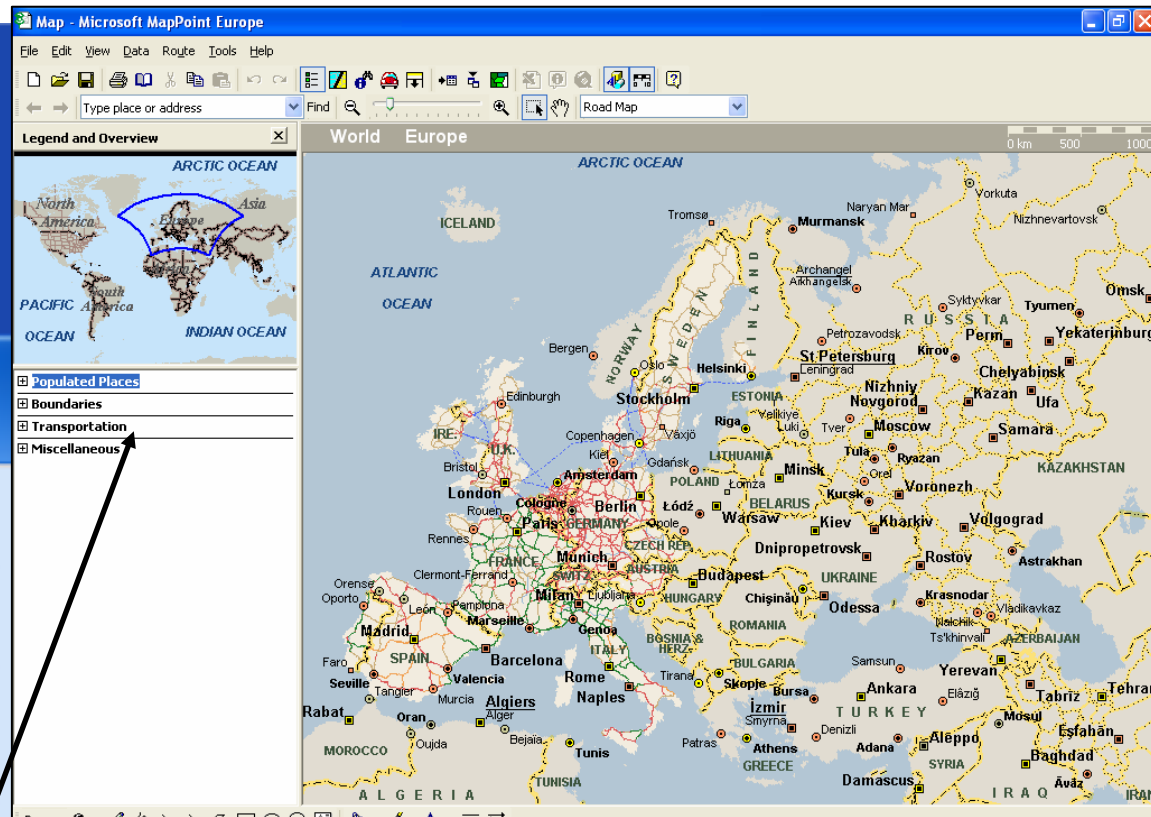 Map - Microsoft MapPoint Europe
File Edit View Data Route Tools Help
Type place or address Find Road Map
Legend and Overview
World Europe
0 km 500 1000
ARCTIC OCEAN
North America
Europe
Asia
PACIFIC OCEAN
South America
INDIAN OCEAN
Populated Places
Boundaries
Transportation
Miscellaneous
ARCTIC OCEAN
ICELAND
Tromsø
Murmansk
Naryan Mar
Vorkuta
Nizhnevartovsk
ATLANTIC OCEAN
Archangel
Arkhangelsk
Syktyvkar
Tyumen
Omsk
RUSSIA
NORWAY
SWEDEN
FINLAND
Petrozavodsk
Perm
Yekaterinburg
Bergen
Oslo
Helsinki
St Petersburg
Leningrad
Kirov
Chelyabinsk
Edinburgh
Stockholm
ESTONIA
Nizhniy Novgorod
Kazan
Ufa
IRE.
U.K.
Copenhagen
Växjö
Riga
Velikiye Luki
Tver
Moscow
Samara
Bristol
Kiel
Gdańsk
LITHUANIA
Tula
Ryazan
KAZAKHSTAN
London
Amsterdam
POLAND
Łomza
Minsk
Orel
Cologne
Berlin
Łódź
BELARUS
Kursk
Voronezh
Rouen
Paris
GERMANY
Opole
Warsaw
Kiev
Kharkiv
Volgograd
Rennes
CZECH REP.
Dnipropetrovsk
FRANCE
Munich
AUSTRIA
Rostov
Astrakhan
Clermont-Ferrand
SWITZ.
Budapest
UKRAINE
Orense
Oporto
León
Pamplona
Milan
Ljubljana
HUNGARY
Chişinău
Odessa
Krasnodar
Vladikavkaz
Marseille
Genoa
ROMANIA
Nalchik
Ts'khinvali
Madrid
SPAIN
ITALY
BOSNIA & HERZ.
AZERBAIJAN
Faro
Seville
Barcelona
Valencia
Rome
Naples
Tirana
BULGARIA
Skopje
Bursa
Samsun
Yerevan
Tangier
Murcia
Algiers
Alger
İzmir
Smyrna
Ankara
Elâzığ
Tabriz
Tehran
Rabat
Oran
TURKEY
Mosul
Oujda
Bejaïa
Tunis
Patras
Athens
Denizli
Adana
Aleppo
Eşfahān
MOROCCO
GREECE
SYRIA
Baghdad
TUNISIA
Damascus
Āvāz
ALGERIA
IRAQ
IRAN